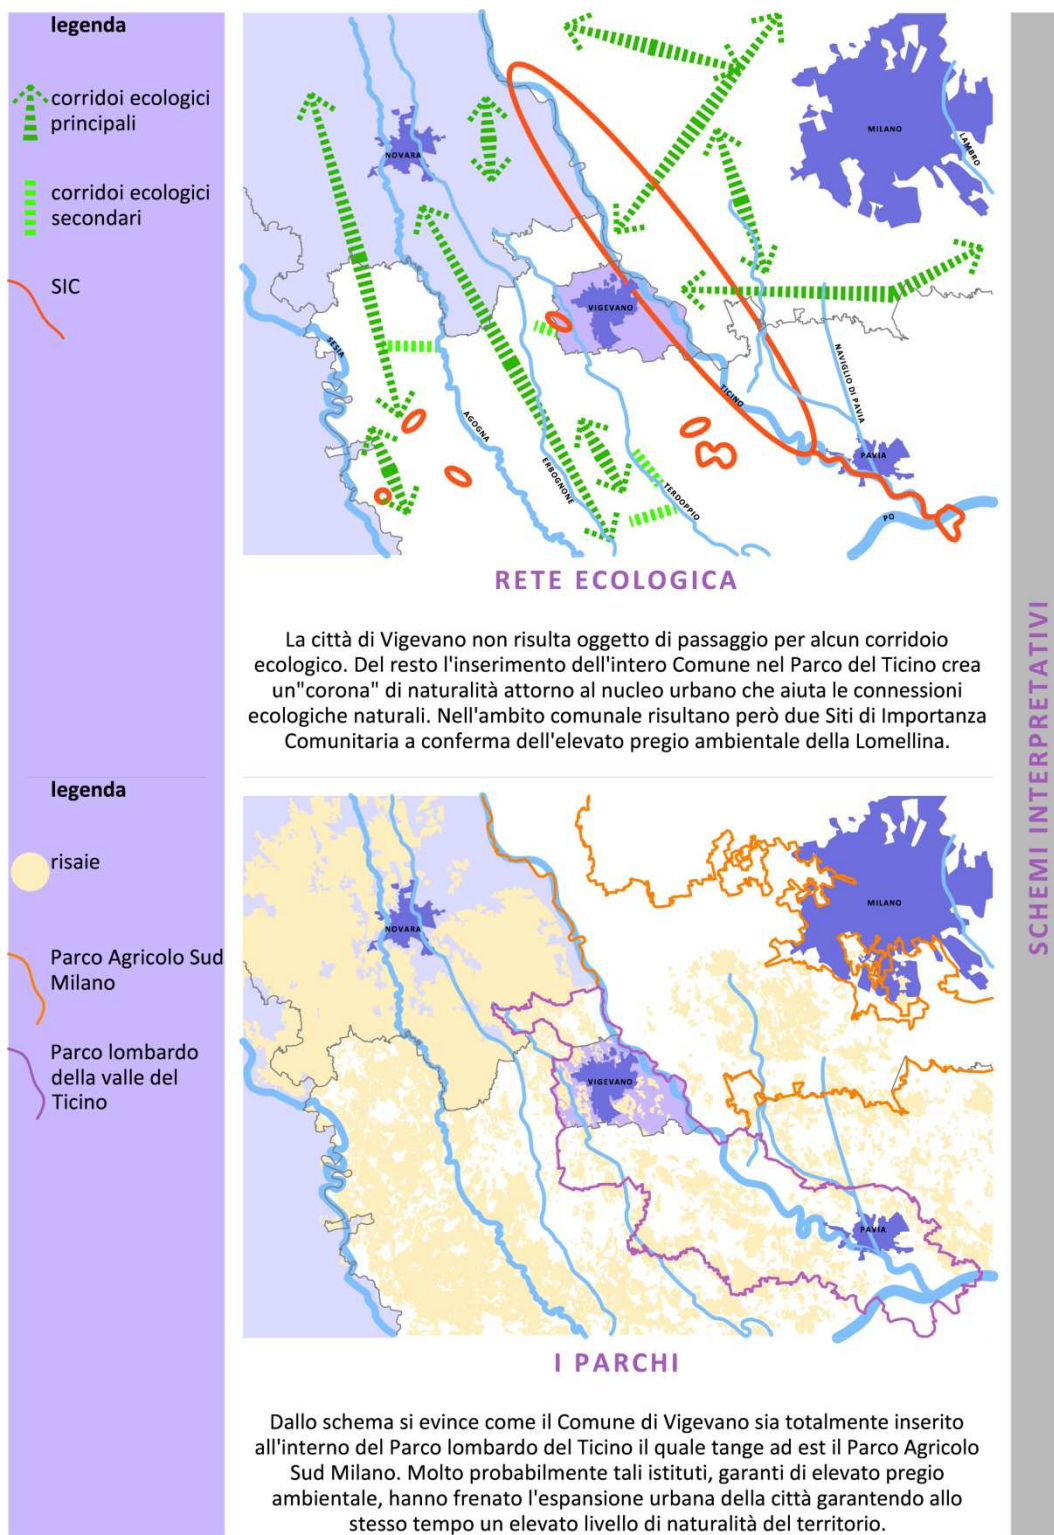 legenda
corridoi ecologici
principali
corridoi ecologici
secondari
SIC
NOVARA
MILANO
LAMBRO
VIGEVANO
SESIA
AGOGNA
ERBOGNONE
TERDOPPIO
TICINO
NAVIGLIO DI PAVIA
PAVIA
PO
RETE ECOLOGICA
La città di Vigevano non risulta oggetto di passaggio per alcun corridoio
ecologico. Del resto l'inserimento dell'intero Comune nel Parco del Ticino crea
un"corona" di naturalità attorno al nucleo urbano che aiuta le connessioni
ecologiche naturali. Nell'ambito comunale risultano però due Siti di Importanza
Comunitaria a conferma dell'elevato pregio ambientale della Lomellina.
legenda
risaie
Parco Agricolo Sud
Milano
Parco lombardo
della valle del
Ticino
NOVARA
MILANO
VIGEVANO
PAVIA
I PARCHI
Dallo schema si evince come il Comune di Vigevano sia totalmente inserito
all'interno del Parco lombardo del Ticino il quale tange ad est il Parco Agricolo
Sud Milano. Molto probabilmente tali istituti, garanti di elevato pregio
ambientale, hanno frenato l'espansione urbana della città garantendo allo
stesso tempo un elevato livello di naturalità del territorio.
SCHEMI INTERPRETATIVI